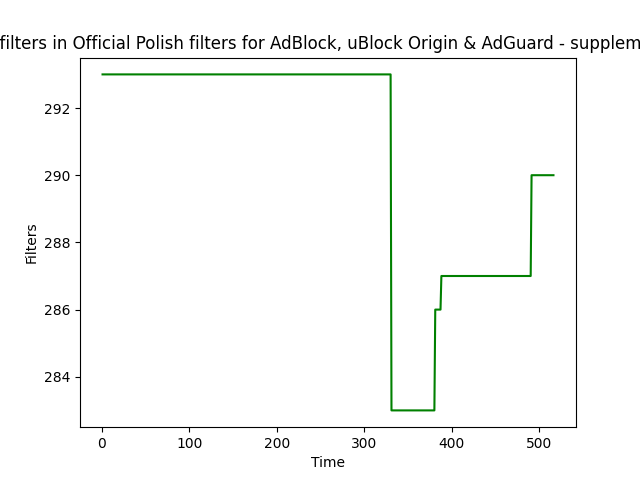 filters in Official Polish filters for AdBlock, uBlock Origin & AdGuard - supplem
292
290
288
286
284
Filters
0 100 200 300 400 500
Time